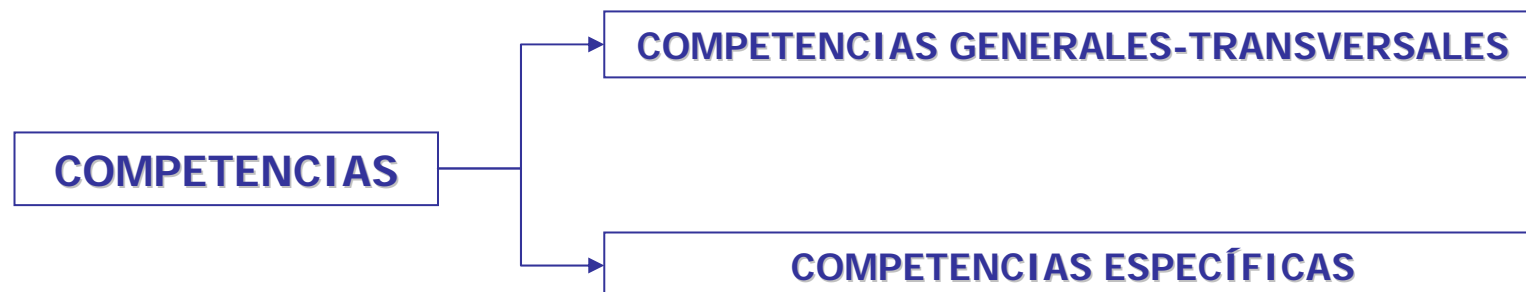 COMPETENCIAS GENERALES-TRANSVERSALES
COMPETENCIAS
COMPETENCIAS ESPECÍFICAS